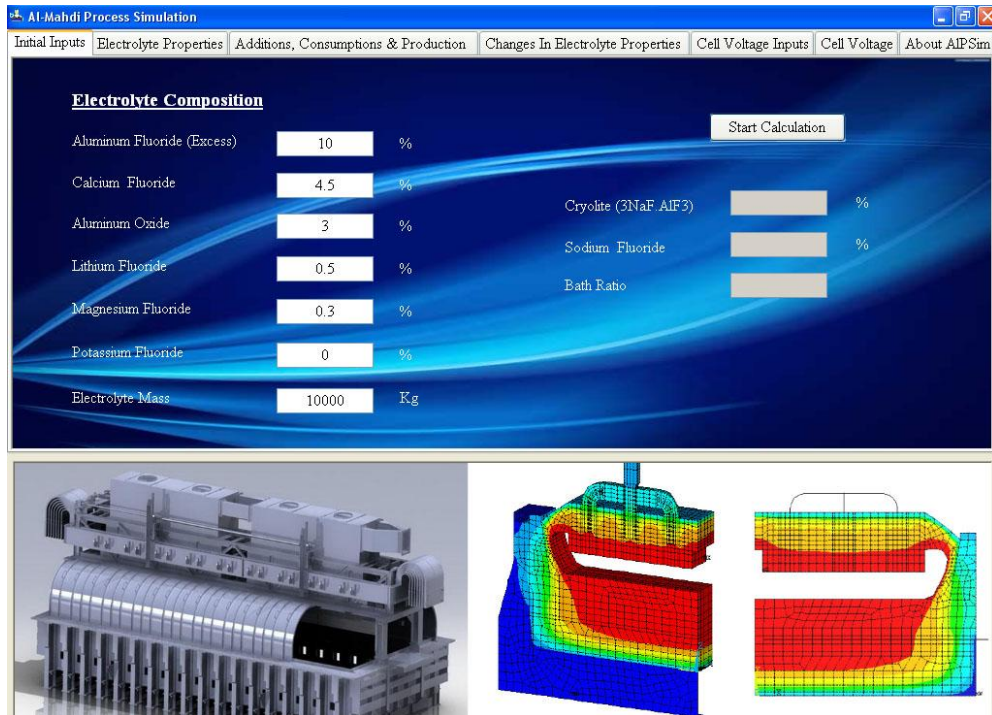 Al-Mahdi Process Simulation
Initial Inputs Electrolyte Properties Additions, Consumptions & Production Changes In Electrolyte Properties Cell Voltage Inputs Cell Voltage About AlPSim
Electrolyte Composition
Aluminum Fluoride (Excess) 10 %
Calcium Fluoride 4.5 %
Aluminum Oxide 3 %
Lithium Fluoride 0.5 %
Magnesium Fluoride 0.3 %
Potassium Fluoride 0 %
Electrolyte Mass 10000 Kg
Start Calculation
Cryolite (3NaF.AlF3) %
Sodium Fluoride %
Bath Ratio